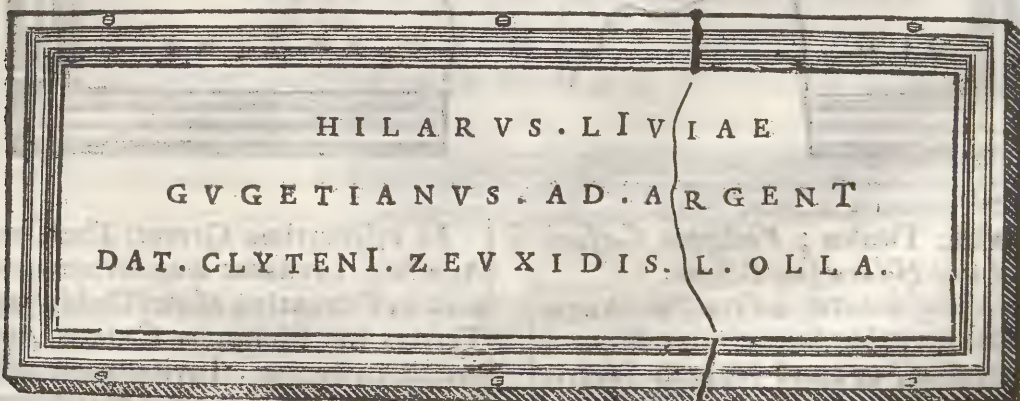 HILARVS.LIVIAE
GVGETIANVS.AD.ARGENT
DAT.CLYTENI.ZEVXIDIS.L.OLLA.